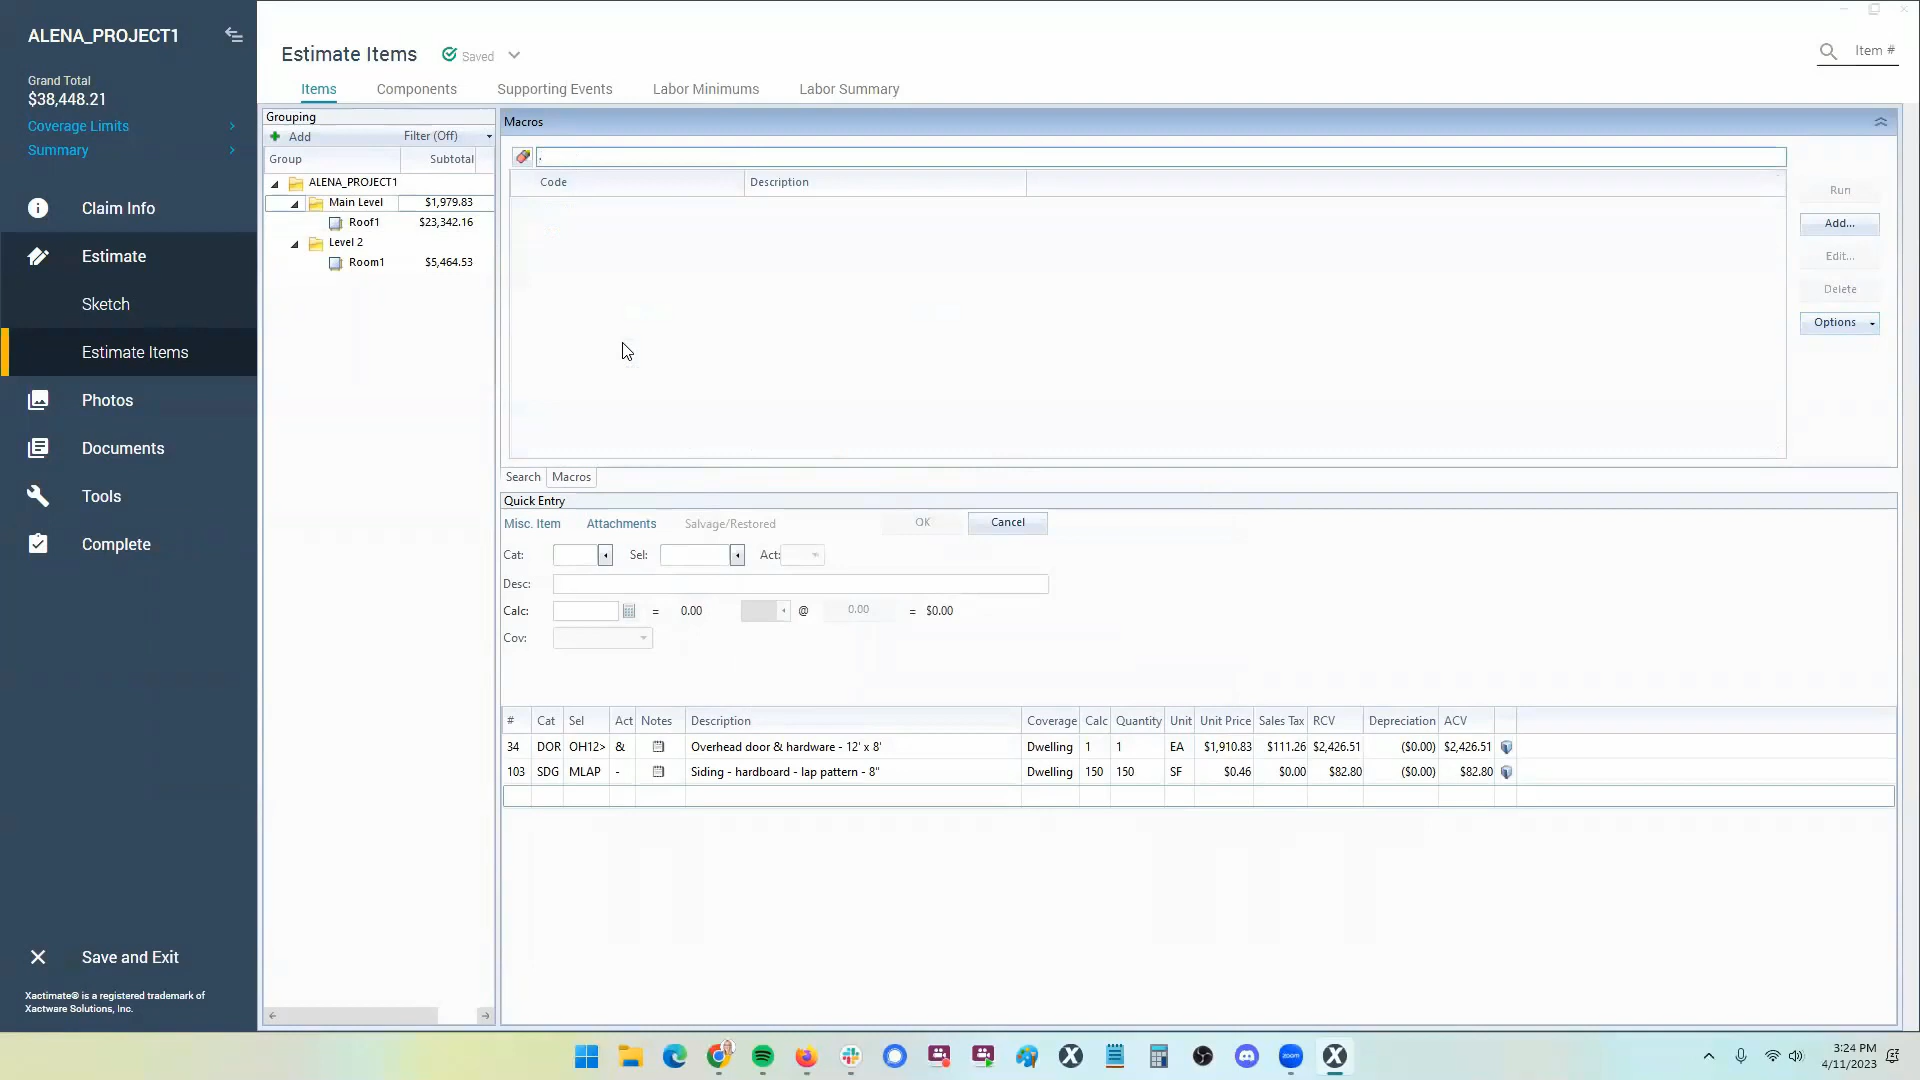 ALENA_PROJECT1
Grand Total
$38,448.21
Coverage Limits
Summary
Claim Info
Estimate
Sketch
Estimate Items
Photos
Documents
Tools
Complete
Save and Exit
Xactimate® is a registered trademark of
Xactware Solutions, Inc.
Estimate Items Saved
Item #
Items Components Supporting Events Labor Minimums Labor Summary
Grouping
Add Filter (Off)
Group Subtotal
ALENA_PROJECT1
Main Level $1,979.83
Roof1 $23,342.16
Level 2
Room1 $5,464.53
Macros
.
Code Description
Run
Add...
Edit...
Delete
Options
Search Macros
Quick Entry
Misc. Item Attachments Salvage/Restored OK Cancel
Cat: Sel: Act:
Desc:
Calc: = 0.00 @ 0.00 = $0.00
Cov:
# Cat Sel Act Notes Description Coverage Calc Quantity Unit Unit Price Sales Tax RCV Depreciation ACV
34 DOR OH12> & Overhead door & hardware - 12' x 8' Dwelling 1 1 EA $1,910.83 $111.26 $2,426.51 ($0.00) $2,426.51
103 SDG MLAP - Siding - hardboard - lap pattern - 8" Dwelling 150 150 SF $0.46 $0.00 $82.80 ($0.00) $82.80
zoom
3:24 PM
4/11/2023